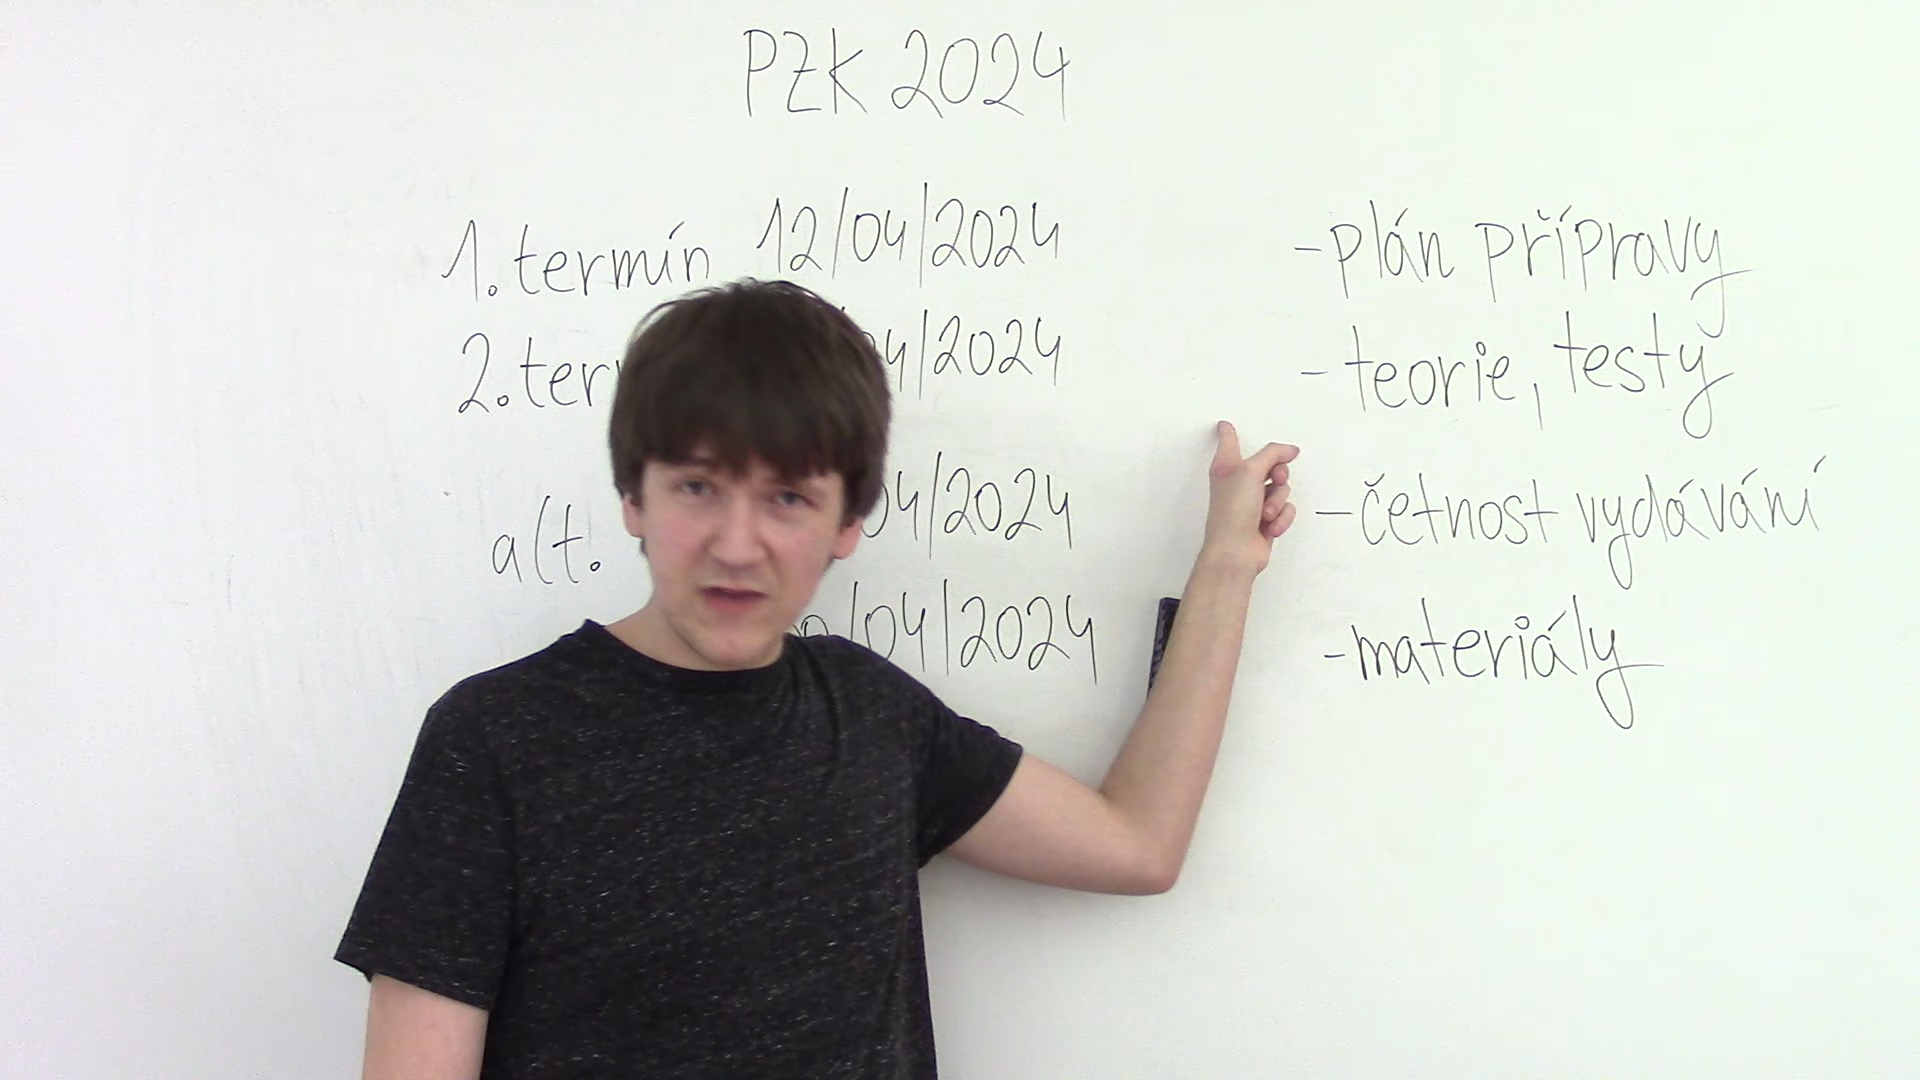 PZK 2024
1. termín 12/04/2024
2. ter 4/2024
alt. 04/2024
/04/2024
-plán přípravy
-teorie, testy
-četnost vydávání
-materiály